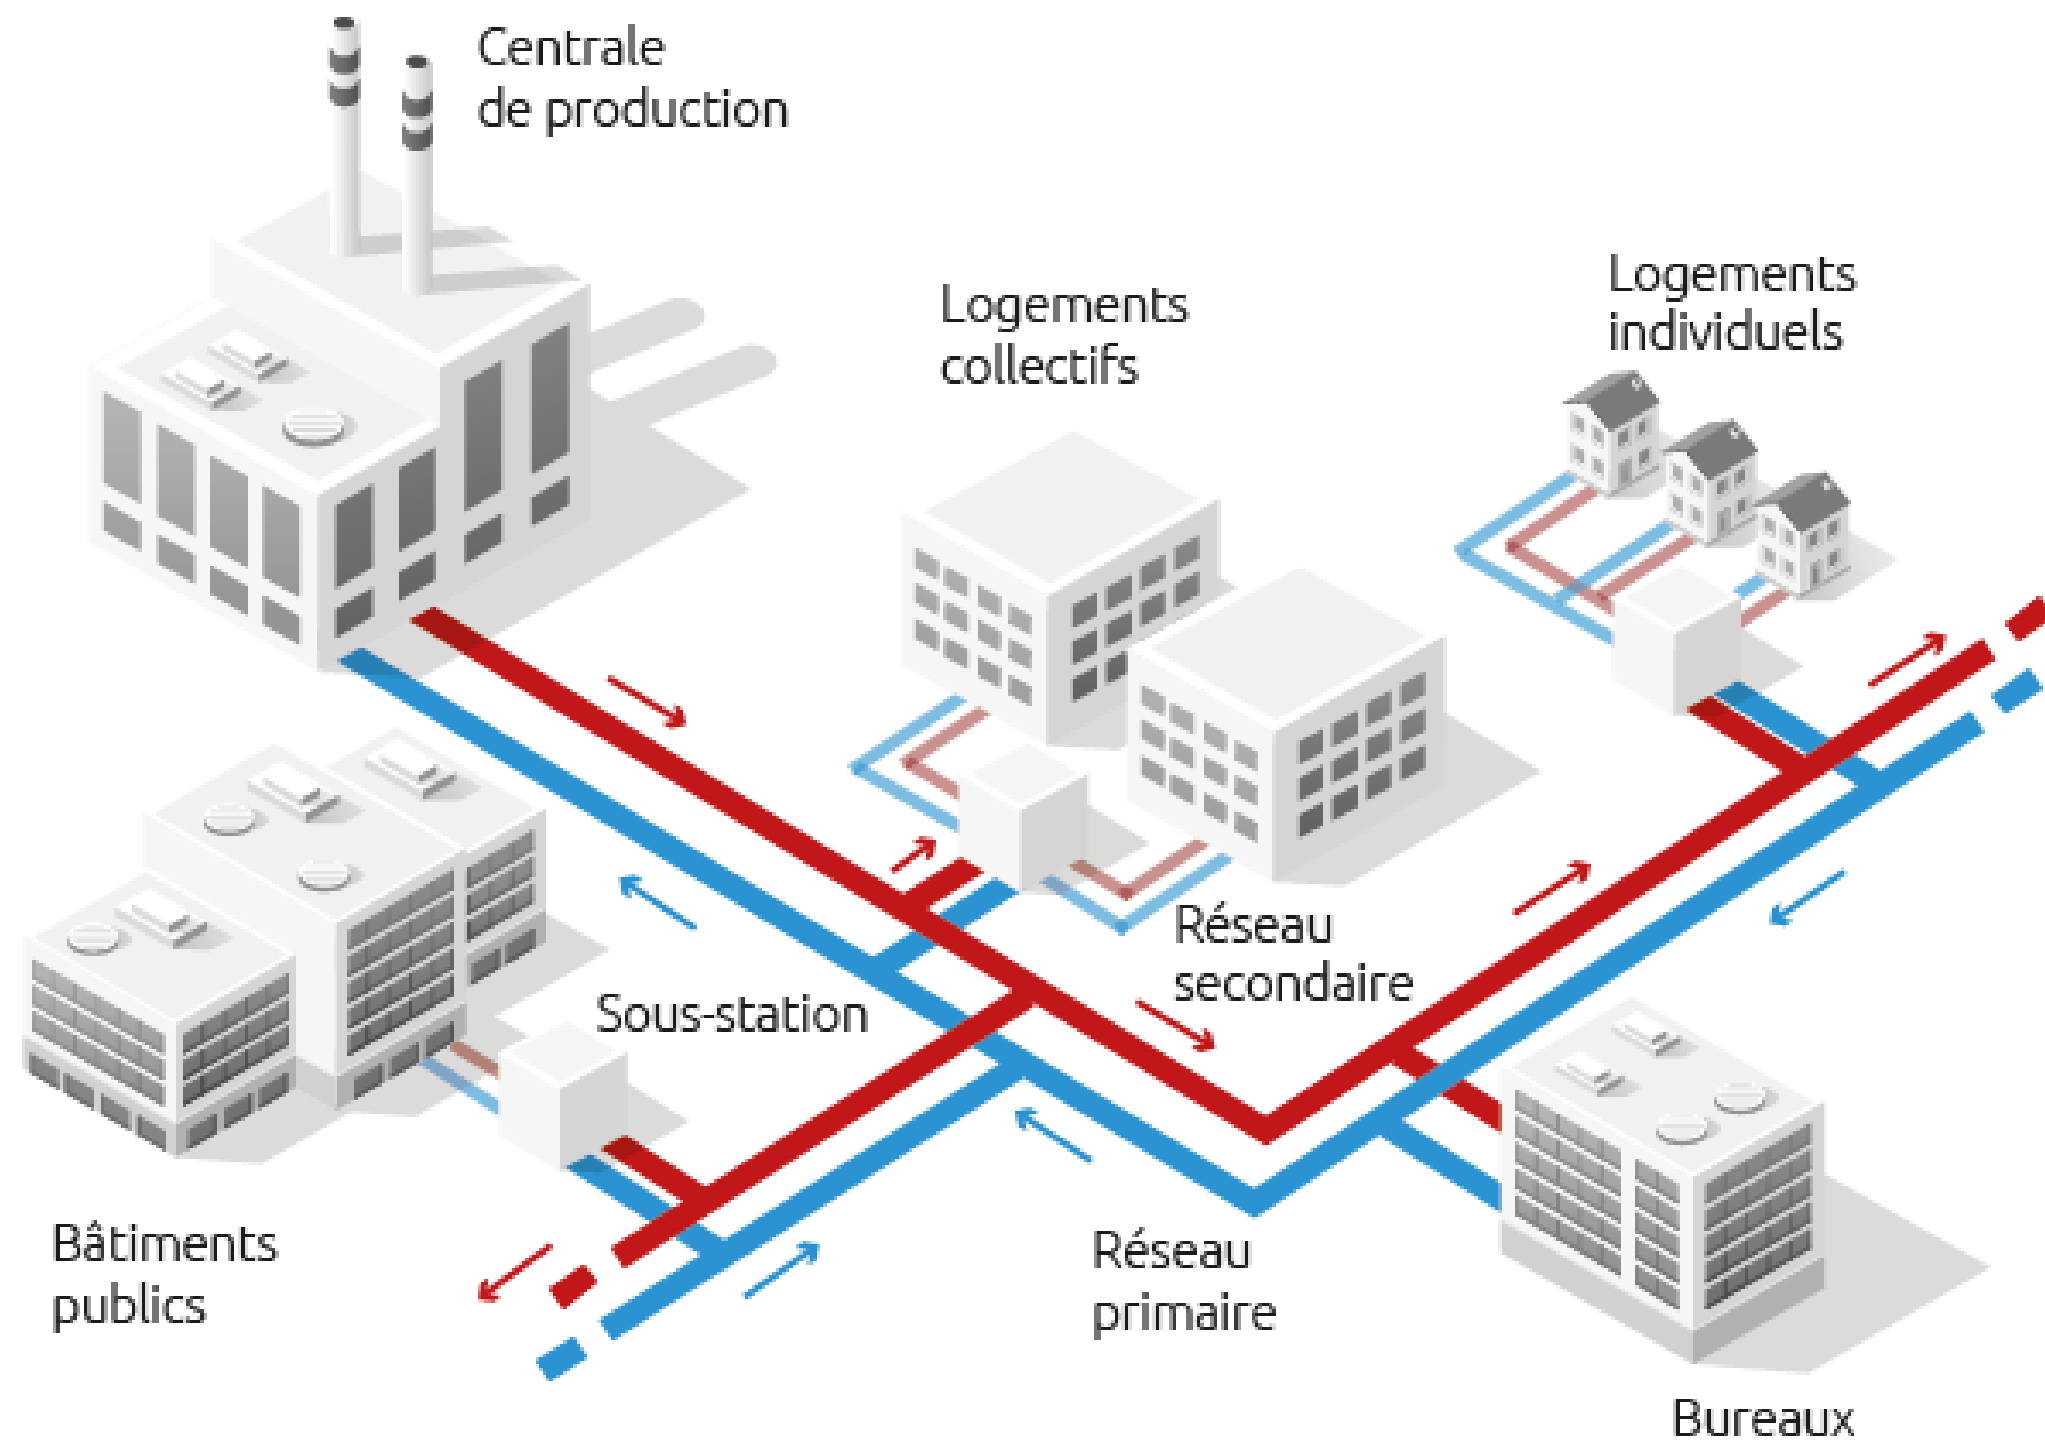 Centrale
de production
Logements
collectifs
Logements
individuels
Réseau
secondaire
Sous-station
Bâtiments
publics
Réseau
primaire
Bureaux